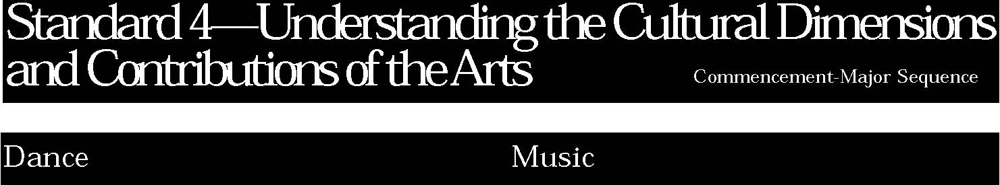 Standard 4—Understanding the Cultural Dimensions
and Contributions of the Arts
Commencement-Major Sequence
Dance
Music